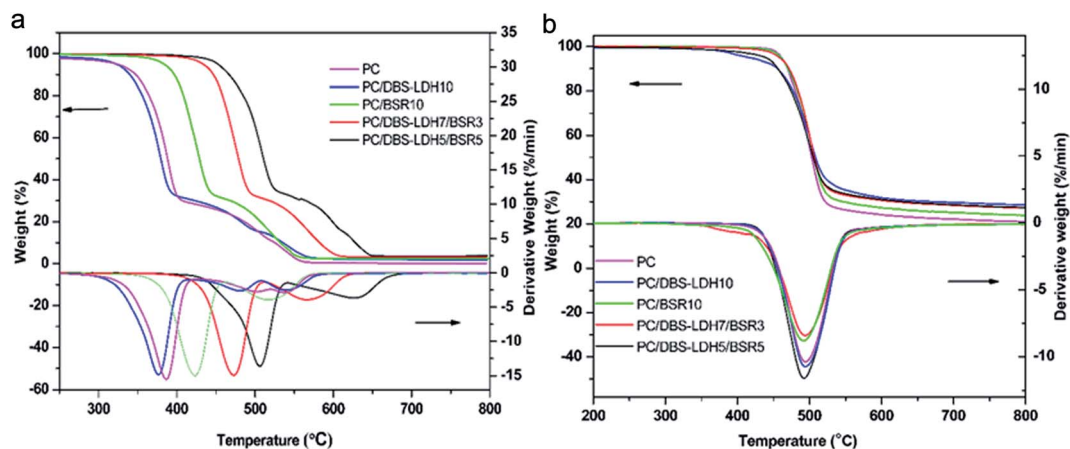 a
100
80
60
40
20
0
-20
-40
-60
Weight (%)
300
400
500
600
700
800
Temperature (°C)
35
30
25
20
15
10
5
0
-5
-10
-15
Derivative Weight (%/min)
PC
PC/DBS-LDH10
PC/BSR10
PC/DBS-LDH7/BSR3
PC/DBS-LDH5/BSR5
b
100
80
60
40
20
0
-20
-40
Weight (%)
200
300
400
500
600
700
800
Temperature (°C)
10
5
0
-5
-10
Derivative weight (%/min)
PC
PC/DBS-LDH10
PC/BSR10
PC/DBS-LDH7/BSR3
PC/DBS-LDH5/BSR5